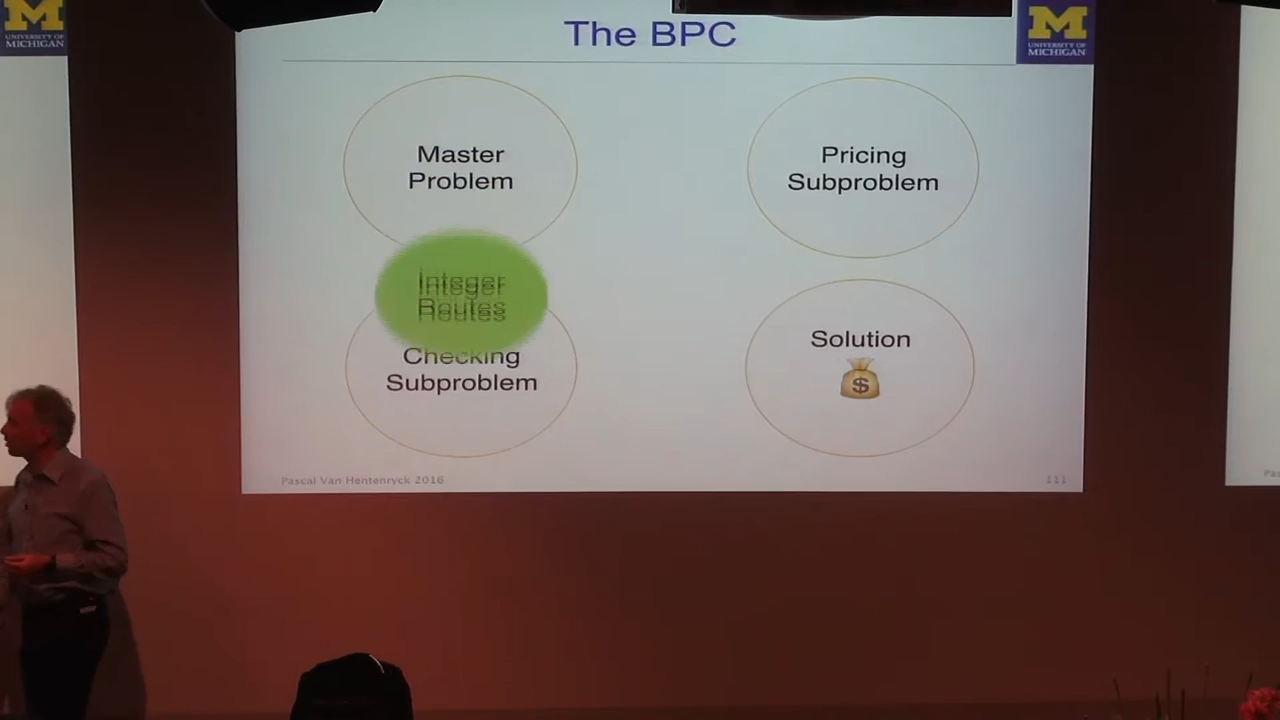 M
UNIVERSITY OF
MICHIGAN
The BPC
M
UNIVERSITY OF
MICHIGAN
Master
Problem
Pricing
Subproblem
Integer
Routes
Checking
Subproblem
Solution
$
Pascal Van Hentenryck 2016
111